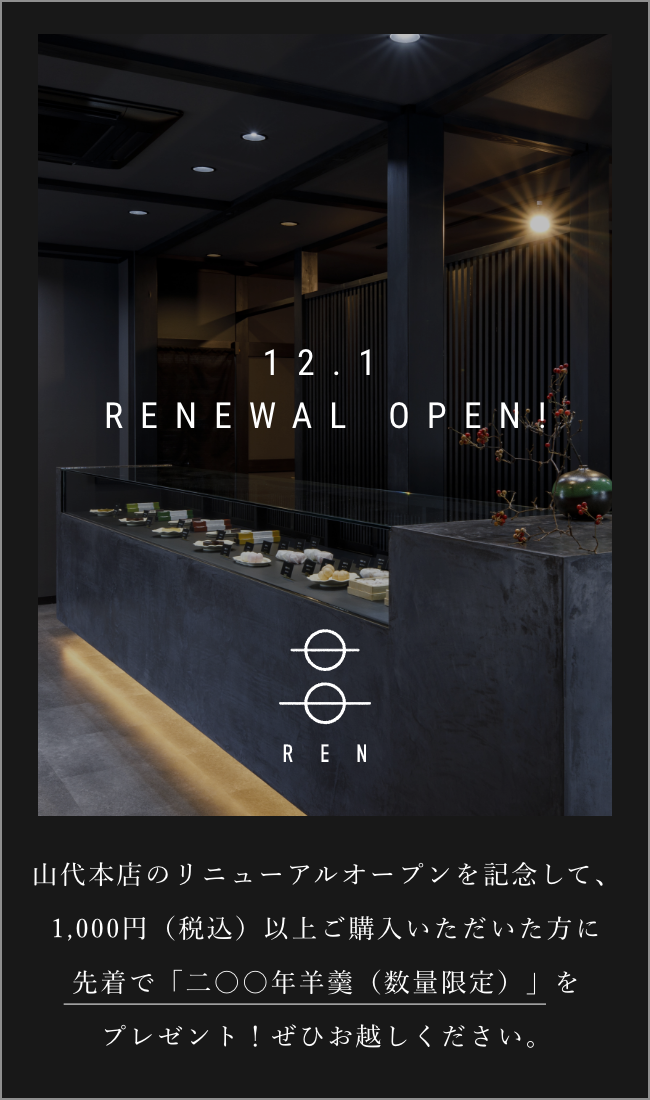 12.1
RENEWAL OPEN!
REN
山代本店のリニューアルオープンを記念して、
1,000円（税込）以上ご購入いただいた方に
先着で「二〇〇年羊羹（数量限定）」を
プレゼント！ぜひお越しください。